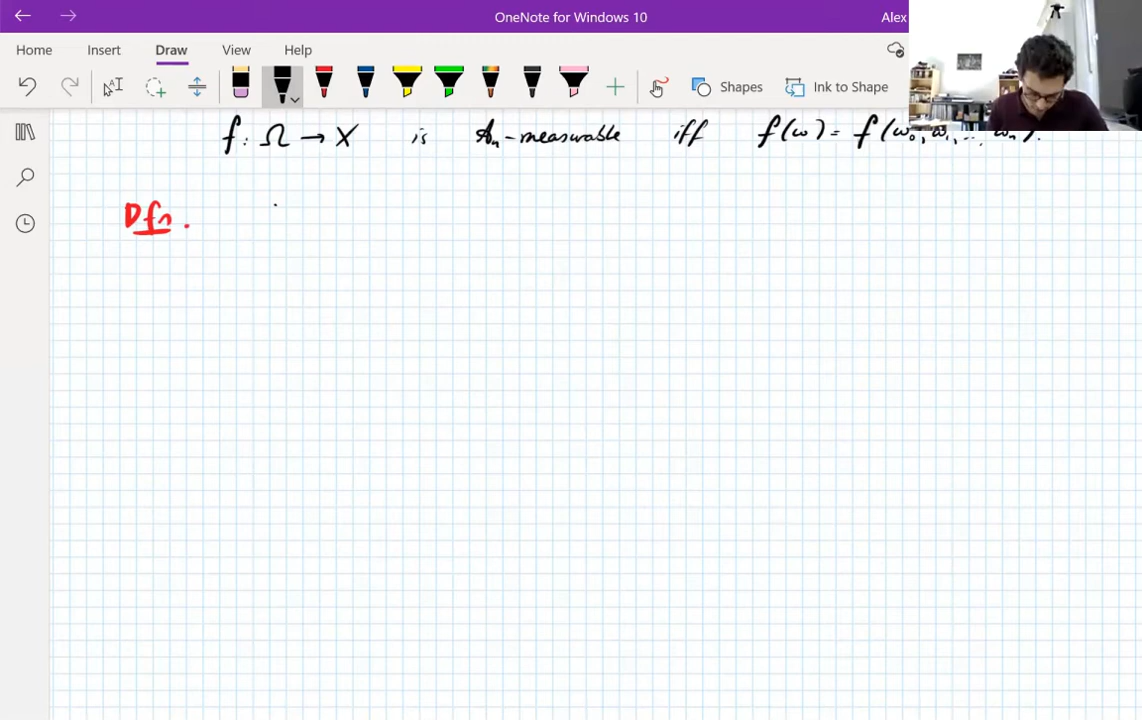 OneNote for Windows 10
Alex
Home Insert Draw View Help
Shapes Ink to Shape
f: Ω → X is 𝒜ₙ-measurable iff f(ω) = f(ω₀, ω₁, ..., ωₙ).
Dfn.